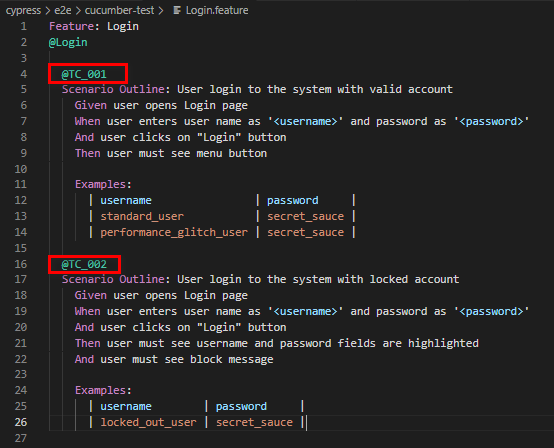 cypress > e2e > cucumber-test > Login.feature
1 Feature: Login
2 @Login
3
4 @TC_001
5 Scenario Outline: User login to the system with valid account
6 Given user opens Login page
7 When user enters user name as '<username>' and password as '<password>'
8 And user clicks on "Login" button
9 Then user must see menu button
10
11 Examples:
12 | username | password |
13 | standard_user | secret_sauce |
14 | performance_glitch_user | secret_sauce |
15
16 @TC_002
17 Scenario Outline: User login to the system with locked account
18 Given user opens Login page
19 When user enters user name as '<username>' and password as '<password>'
20 And user clicks on "Login" button
21 Then user must see username and password fields are highlighted
22 And user must see block message
23
24 Examples:
25 | username | password |
26 | locked_out_user | secret_sauce |
27